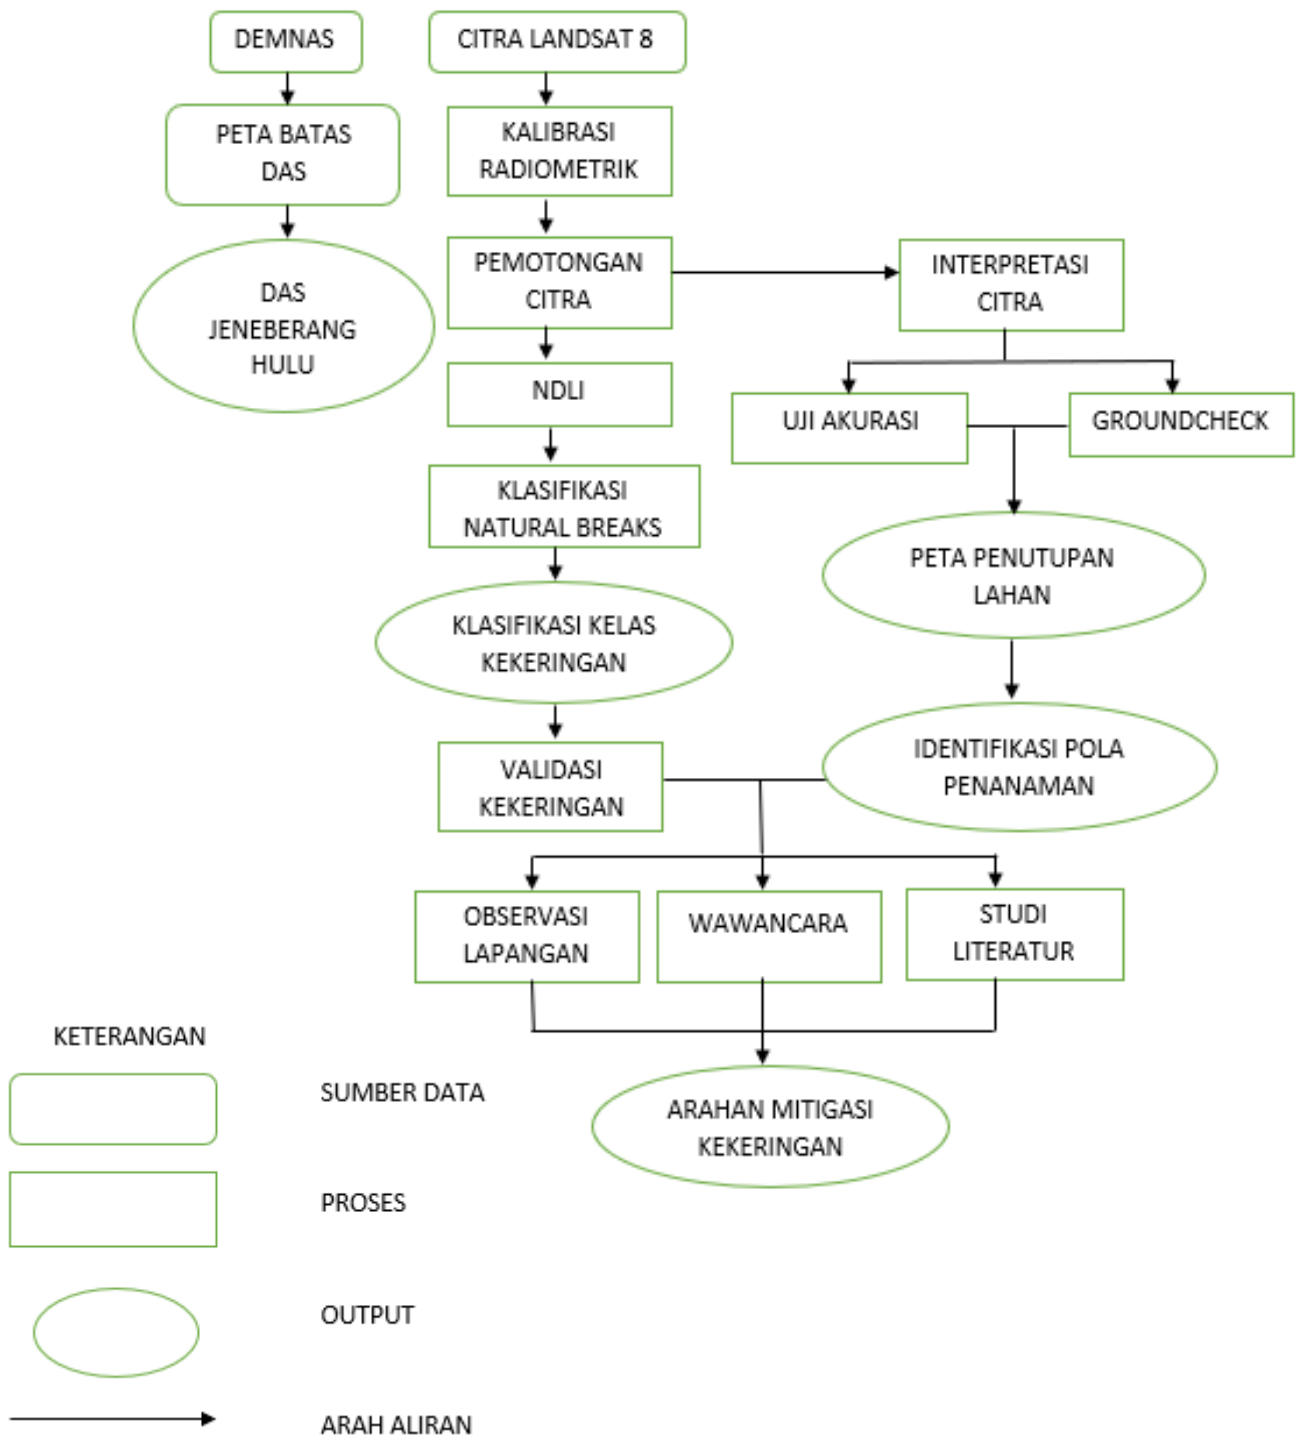 DEMNAS
CITRA LANDSAT 8
PETA BATAS
DAS
KALIBRASI
RADIOMETRIK
DAS
JENEBERANG
HULU
PEMOTONGAN
CITRA
INTERPRETASI
CITRA
NDLI
UJI AKURASI
GROUNDCHECK
KLASIFIKASI
NATURAL BREAKS
PETA PENUTUPAN
LAHAN
KLASIFIKASI KELAS
KEKERINGAN
IDENTIFIKASI POLA
PENANAMAN
VALIDASI
KEKERINGAN
OBSERVASI
LAPANGAN
WAWANCARA
STUDI
LITERATUR
ARAHAN MITIGASI
KEKERINGAN
KETERANGAN
SUMBER DATA
PROSES
OUTPUT
ARAH ALIRAN